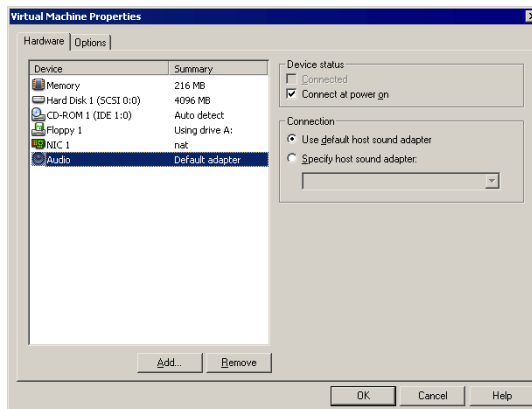 Virtual Machine Properties
Hardware Options
Device Summary
Memory 216 MB
Hard Disk 1 (SCSI 0:0) 4096 MB
CD-ROM 1 (IDE 1:0) Auto detect
Floppy 1 Using drive A:
NIC 1 nat
Audio Default adapter
Add... Remove
Device status
Connected
Connect at power on
Connection
Use default host sound adapter
Specify host sound adapter:
OK Cancel Help